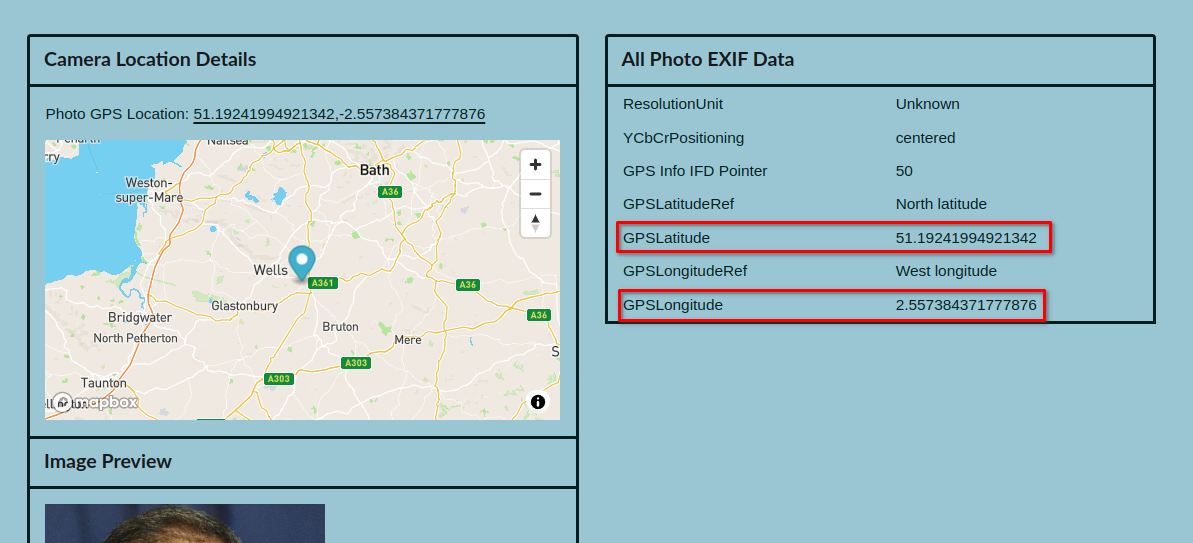 Camera Location Details
Photo GPS Location: 51.19241994921342,-2.557384371777876
Nailsea
Bath
Weston-
super-Mare
A36
Wells
A361
A36
Glastonbury
A36
Bridgwater
Bruton
North Petherton
Mere
A303
A303
Taunton
mapbox
Image Preview
All Photo EXIF Data
ResolutionUnit Unknown
YCbCrPositioning centered
GPS Info IFD Pointer 50
GPSLatitudeRef North latitude
GPSLatitude 51.19241994921342
GPSLongitudeRef West longitude
GPSLongitude 2.557384371777876